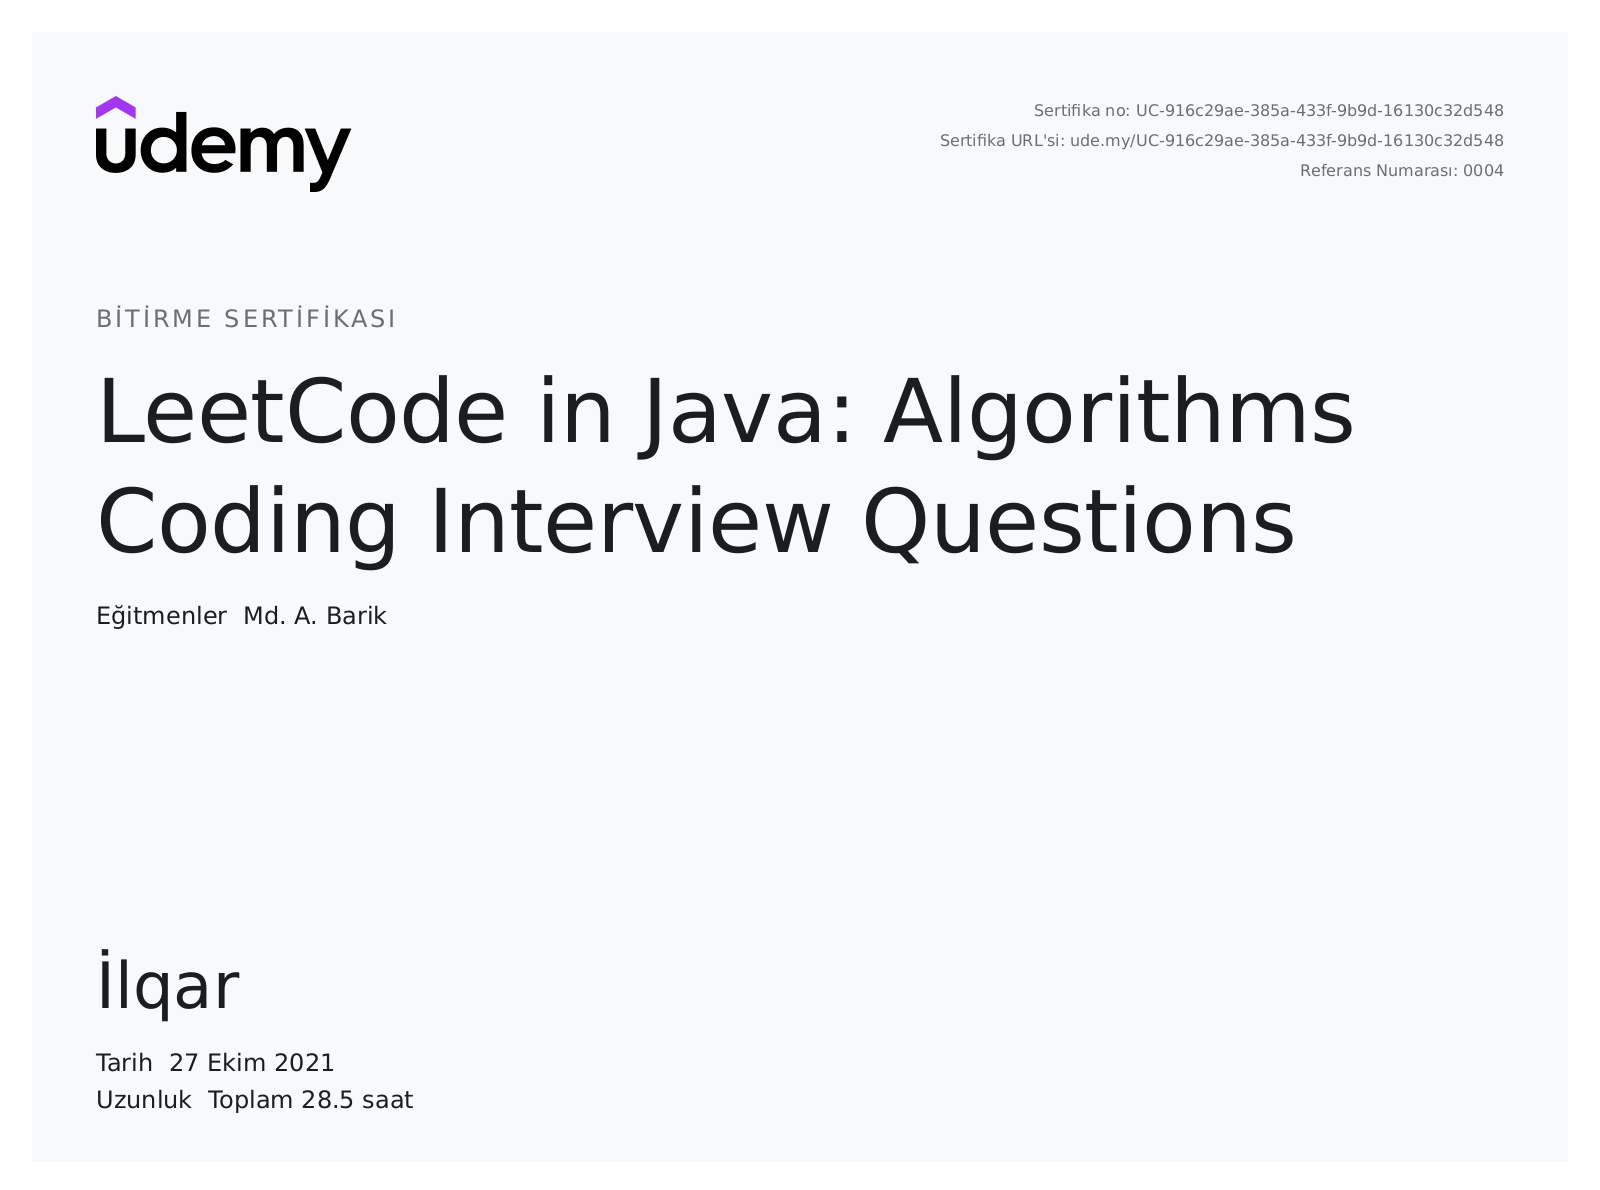 udemy
Sertifika no: UC-916c29ae-385a-433f-9b9d-16130c32d548
Sertifika URL'si: ude.my/UC-916c29ae-385a-433f-9b9d-16130c32d548
Referans Numarası: 0004
BİTİRME SERTİFİKASI
LeetCode in Java: Algorithms
Coding Interview Questions
Eğitmenler Md. A. Barik
İlqar
Tarih 27 Ekim 2021
Uzunluk Toplam 28.5 saat